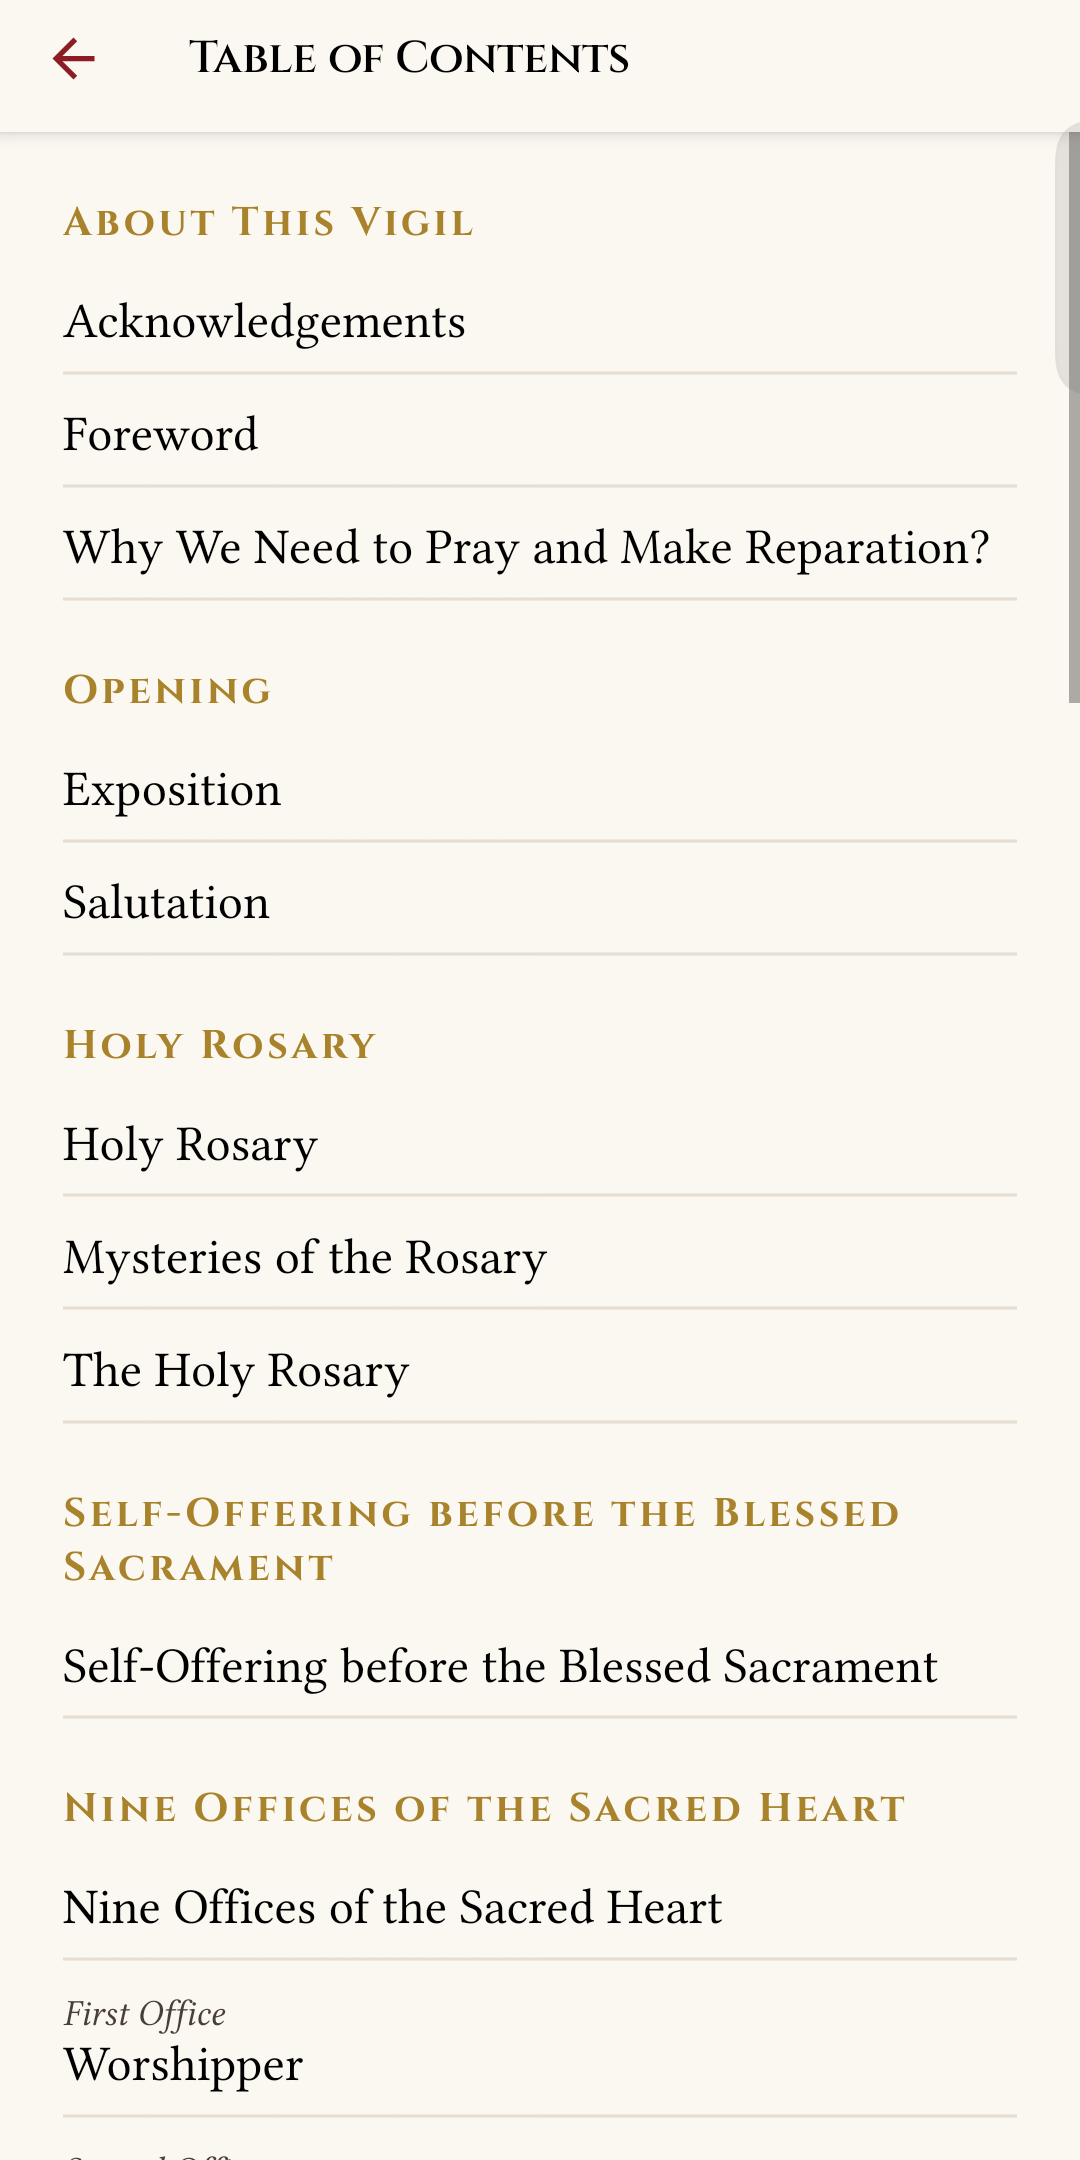 Table of Contents
About This Vigil
Acknowledgements
Foreword
Why We Need to Pray and Make Reparation?
Opening
Exposition
Salutation
Holy Rosary
Holy Rosary
Mysteries of the Rosary
The Holy Rosary
Self-Offering before the Blessed
Sacrament
Self-Offering before the Blessed Sacrament
Nine Offices of the Sacred Heart
Nine Offices of the Sacred Heart
First Office
Worshipper